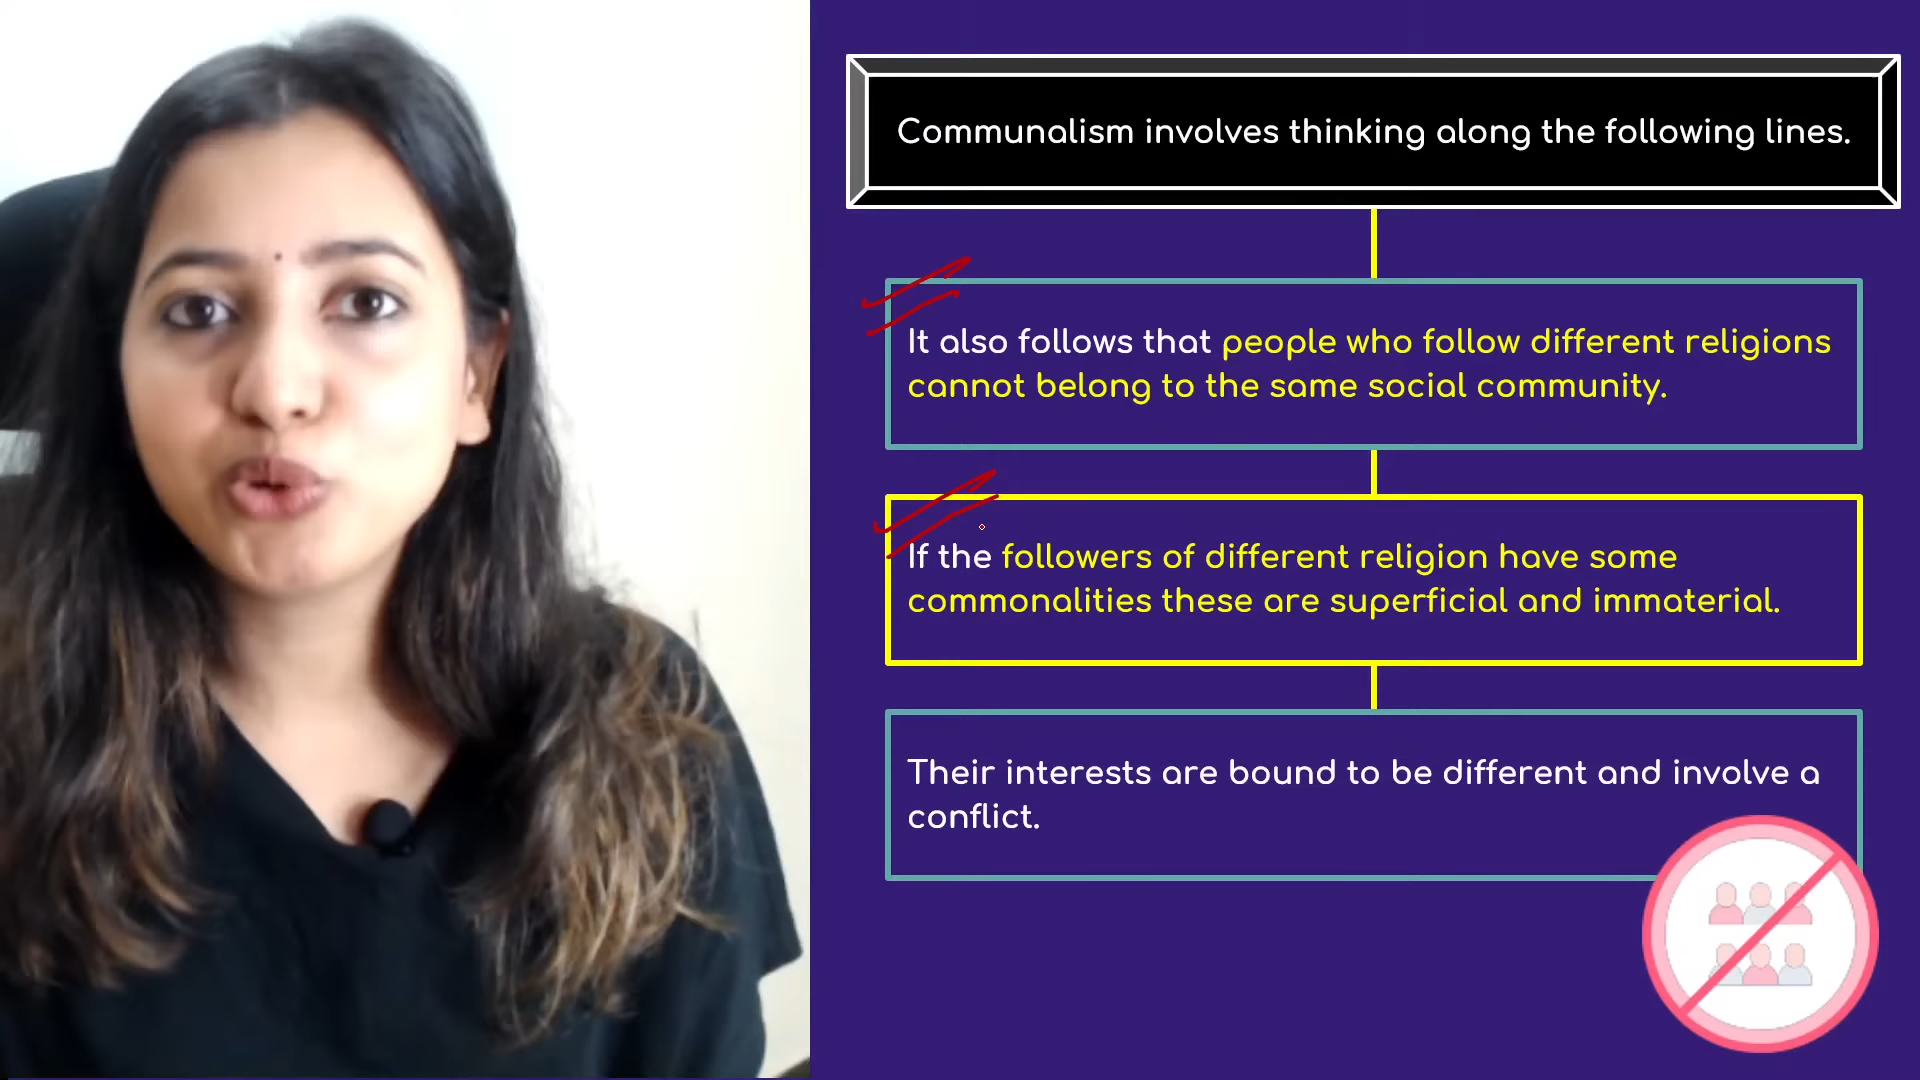 Communalism involves thinking along the following lines.
It also follows that people who follow different religions
cannot belong to the same social community.
If the followers of different religion have some
commonalities these are superficial and immaterial.
Their interests are bound to be different and involve a
conflict.